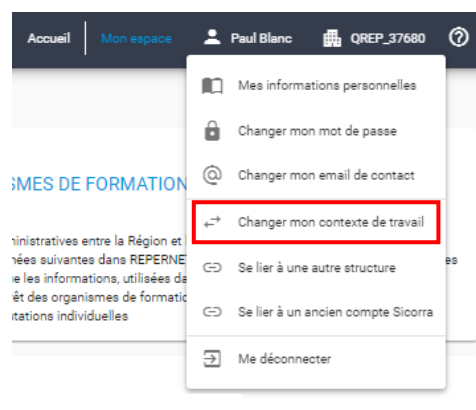 Accueil
Mon espace
Paul Blanc
QREP_37680
Mes informations personnelles
Changer mon mot de passe
Changer mon email de contact
Changer mon contexte de travail
Se lier à une autre structure
Se lier à un ancien compte Sicorra
Me déconnecter
SMES DE FORMATION
ministratives entre la Région et
nées suivantes dans REPERNE
es
e les informations, utilisées da
rêt des organismes de formatio
tations individuelles